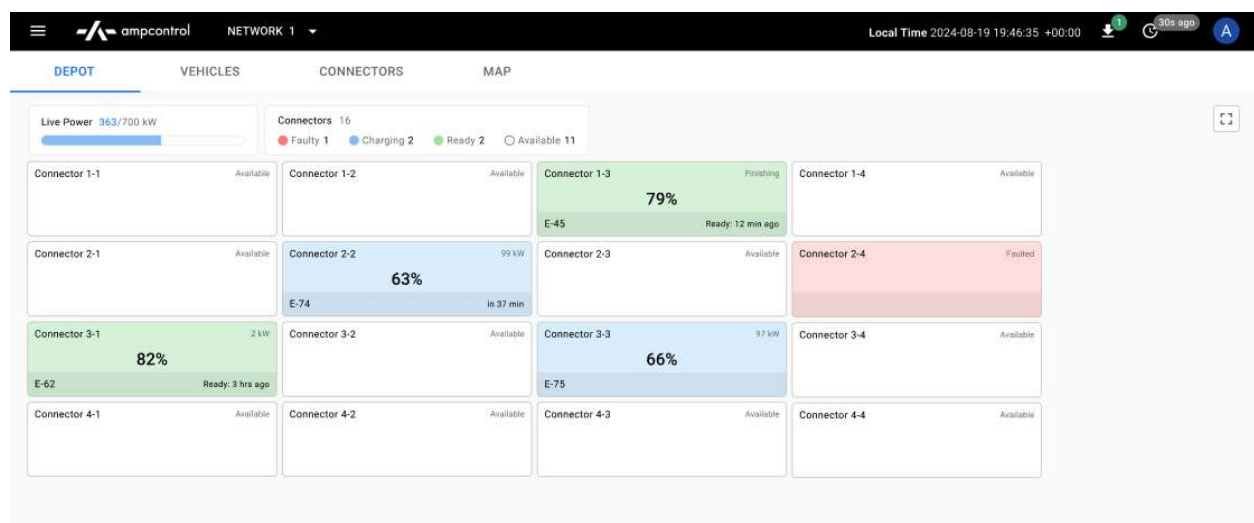 ampcontrol NETWORK 1 Local Time 2024-08-19 19:46:35 +00:00 1 30s ago A
DEPOT VEHICLES CONNECTORS MAP
Live Power 363/700 kW Connectors 16
Faulty 1 Charging 2 Ready 2 Available 11
Connector 1-1 Available Connector 1-2 Available Connector 1-3 Finishing Connector 1-4 Available
79%
E-45 Ready: 12 min ago
Connector 2-1 Available Connector 2-2 99 kW Connector 2-3 Available Connector 2-4 Faulted
63%
E-74 in 37 min
Connector 3-1 2 kW Connector 3-2 Available Connector 3-3 97 kW Connector 3-4 Available
82% 66%
E-62 Ready: 3 hrs ago E-75
Connector 4-1 Available Connector 4-2 Available Connector 4-3 Available Connector 4-4 Available